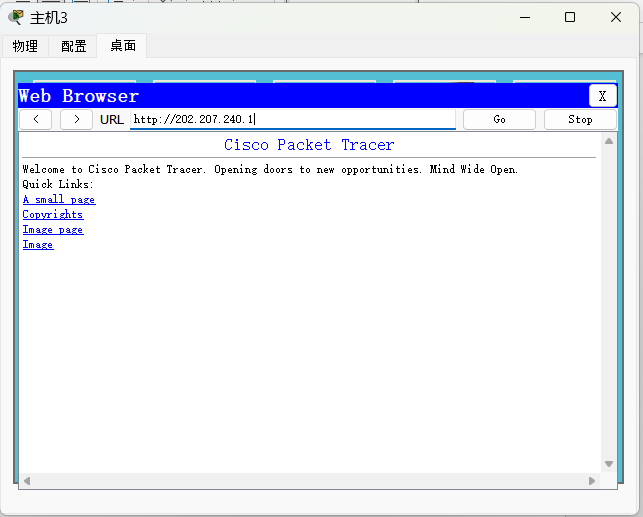 主机3
物理 配置 桌面
Web Browser X
< > URL http://202.207.240.1 Go Stop
Cisco Packet Tracer
Welcome to Cisco Packet Tracer. Opening doors to new opportunities. Mind Wide Open.
Quick Links:
A small page
Copyrights
Image page
Image